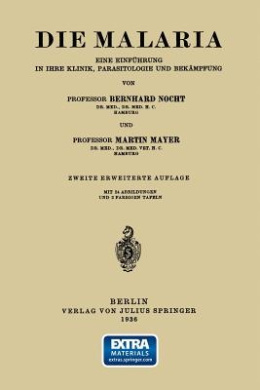 DIE MALARIA
EINE EINFÜHRUNG
IN IHRE KLINIK, PARASITOLOGIE UND BEKÄMPFUNG
VON
PROFESSOR BERNHARD NOCHT
DR. MED., DR. MED. H. C.
HAMBURG
UND
PROFESSOR MARTIN MAYER
DR. MED., DR. MED. VET. H. C.
HAMBURG
ZWEITE ERWEITERTE AUFLAGE
MIT 34 ABBILDUNGEN
UND 3 FARBIGEN TAFELN
BERLIN
VERLAG VON JULIUS SPRINGER
1936
EXTRA
MATERIALS
extras.springer.com